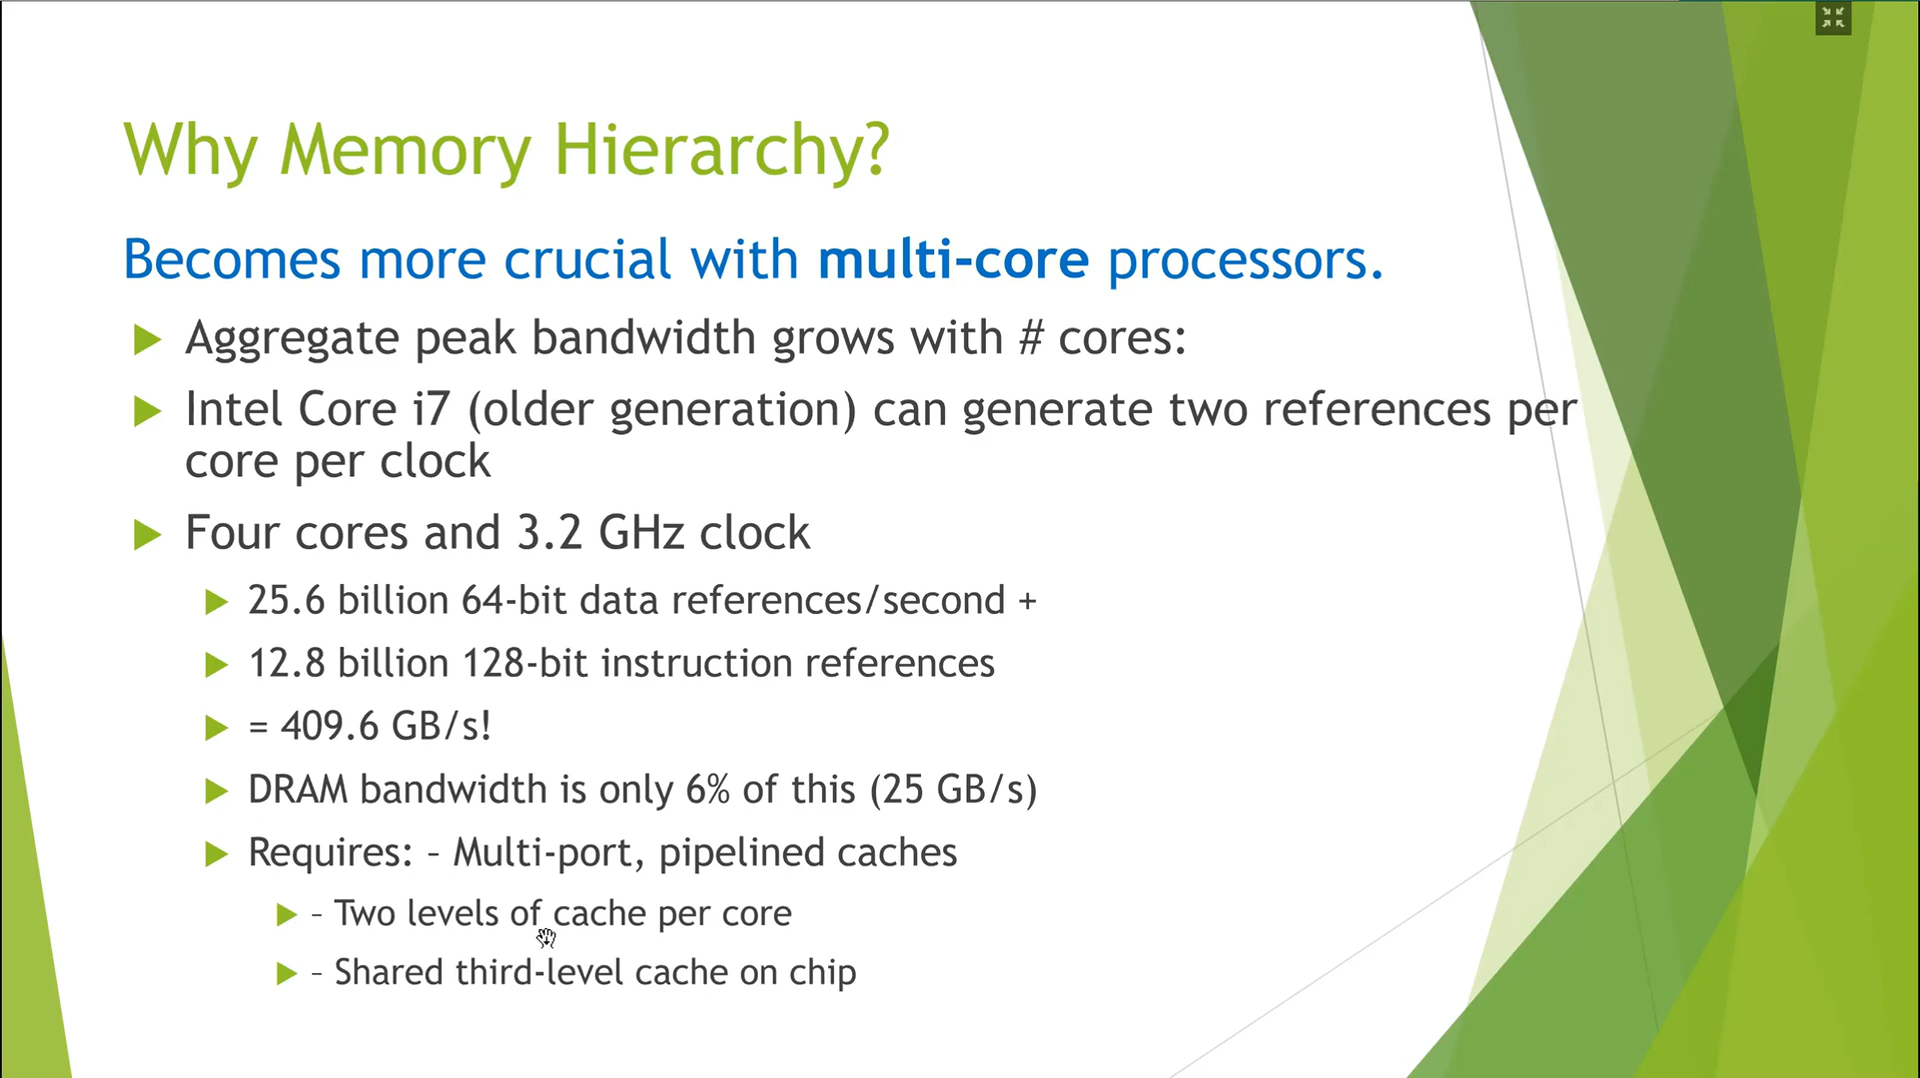 Why Memory Hierarchy?
Becomes more crucial with multi-core processors.
Aggregate peak bandwidth grows with # cores:
Intel Core i7 (older generation) can generate two references per
core per clock
Four cores and 3.2 GHz clock
25.6 billion 64-bit data references/second +
12.8 billion 128-bit instruction references
= 409.6 GB/s!
DRAM bandwidth is only 6% of this (25 GB/s)
Requires: – Multi-port, pipelined caches
– Two levels of cache per core
– Shared third-level cache on chip